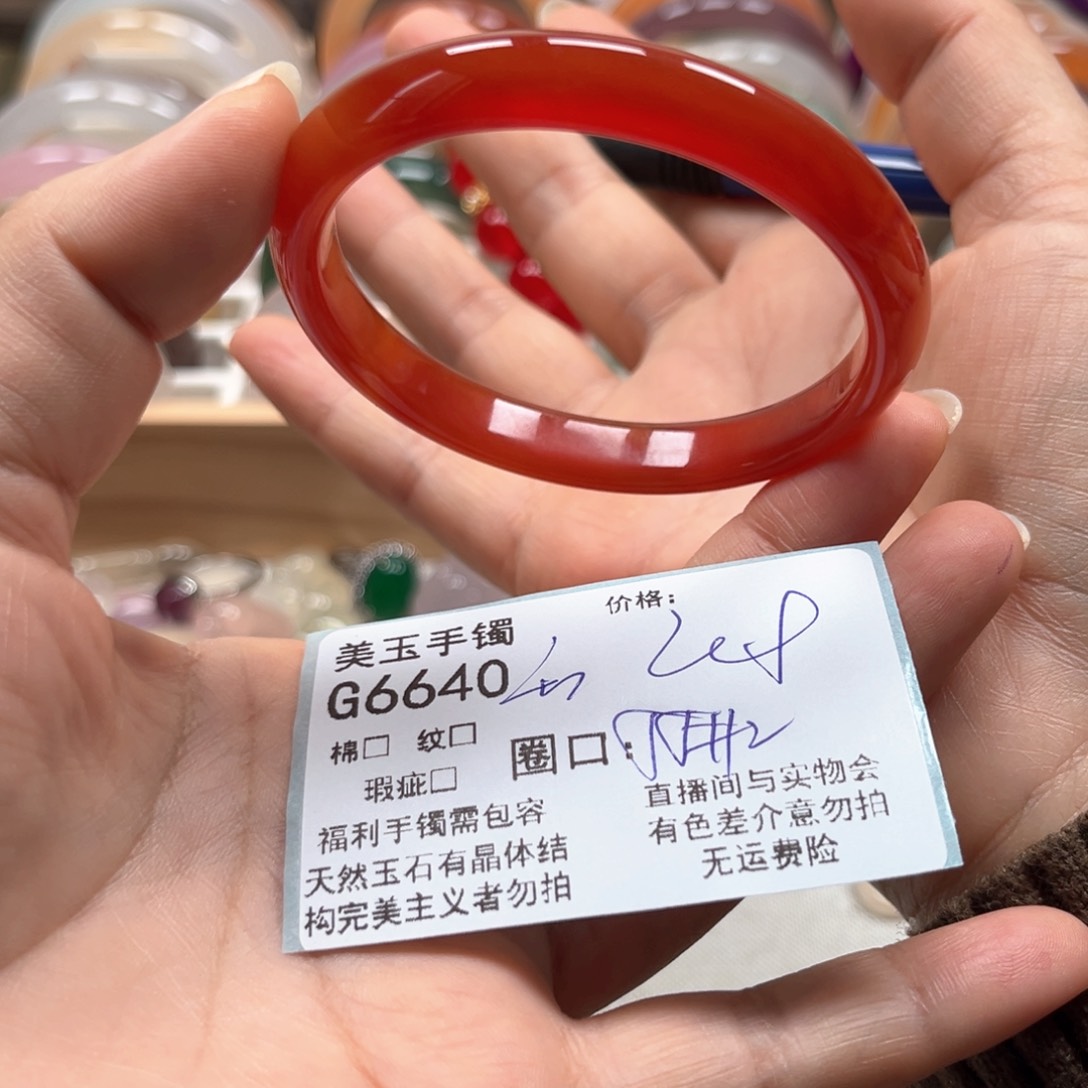 美玉手镯
G6640
价格：
棉□ 纹□
瑕疵□
圈口：
福利手镯需包容
天然玉石有晶体结
构完美主义者勿拍
直播间与实物会
有色差介意勿拍
无运费险